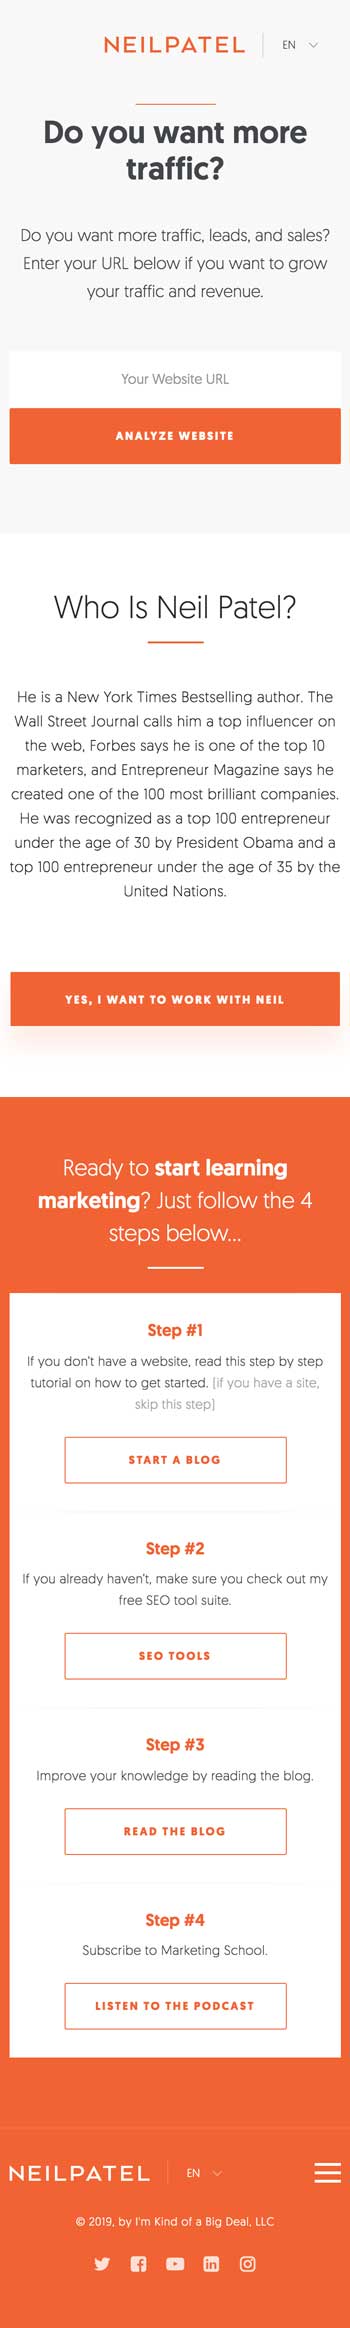 NEILPATEL EN
Do you want more
traffic?
Do you want more traffic, leads, and sales?
Enter your URL below if you want to grow
your traffic and revenue.
Your Website URL
ANALYZE WEBSITE
Who Is Neil Patel?
He is a New York Times Bestselling author. The
Wall Street Journal calls him a top influencer on
the web, Forbes says he is one of the top 10
marketers, and Entrepreneur Magazine says he
created one of the 100 most brilliant companies.
He was recognized as a top 100 entrepreneur
under the age of 30 by President Obama and a
top 100 entrepreneur under the age of 35 by the
United Nations.
YES, I WANT TO WORK WITH NEIL
Ready to start learning
marketing? Just follow the 4
steps below...
Step #1
If you don't have a website, read this step by step
tutorial on how to get started. (if you have a site,
skip this step)
START A BLOG
Step #2
If you already haven't, make sure you check out my
free SEO tool suite.
SEO TOOLS
Step #3
Improve your knowledge by reading the blog.
READ THE BLOG
Step #4
Subscribe to Marketing School.
LISTEN TO THE PODCAST
NEILPATEL EN
© 2019, by I'm Kind of a Big Deal, LLC